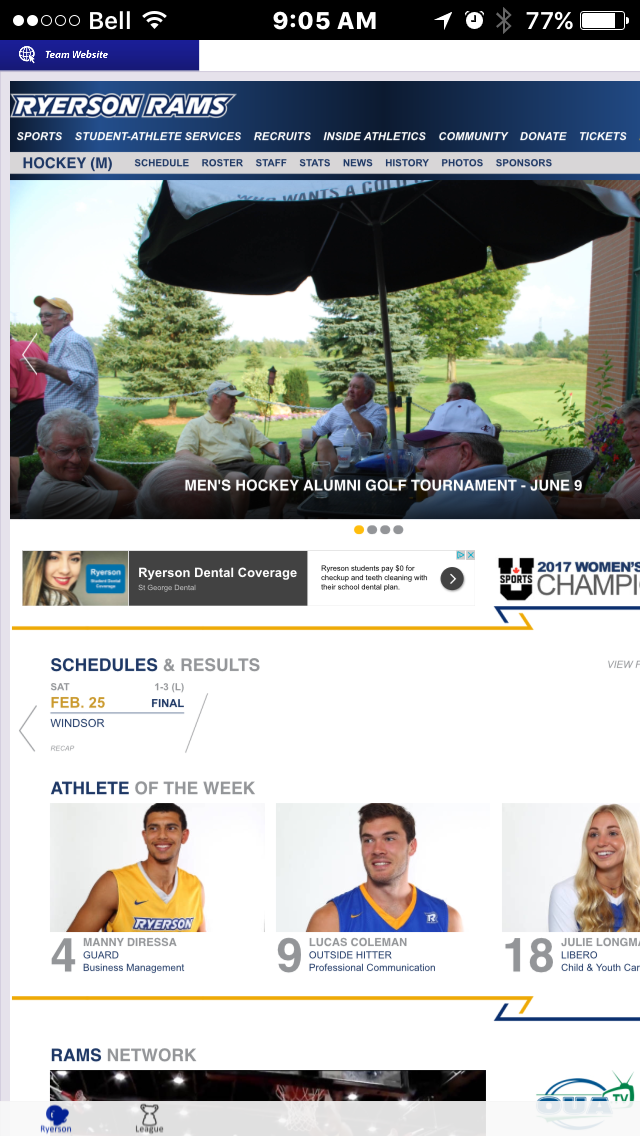 Bell 9:05 AM 77%
Team Website
RYERSON RAMS
SPORTS STUDENT-ATHLETE SERVICES RECRUITS INSIDE ATHLETICS COMMUNITY DONATE TICKETS
HOCKEY (M) SCHEDULE ROSTER STAFF STATS NEWS HISTORY PHOTOS SPONSORS
WHO WANTS A COLD
MEN'S HOCKEY ALUMNI GOLF TOURNAMENT - JUNE 9
Ryerson
Student Dental
Coverage
Ryerson Dental Coverage
St George Dental
Ryreson students pay $0 for
checkup and teeth cleaning with
their school dental plan.
U SPORTS
2017 WOMEN'S
CHAMPI
SCHEDULES & RESULTS
VIEW F
SAT 1-3 (L)
FEB. 25 FINAL
WINDSOR
RECAP
ATHLETE OF THE WEEK
RYERSON
R
4 MANNY DIRESSA
GUARD
Business Management
9 LUCAS COLEMAN
OUTSIDE HITTER
Professional Communication
18 JULIE LONGMA
LIBERO
Child & Youth Car
RAMS NETWORK
OUA TV
Ryerson
League